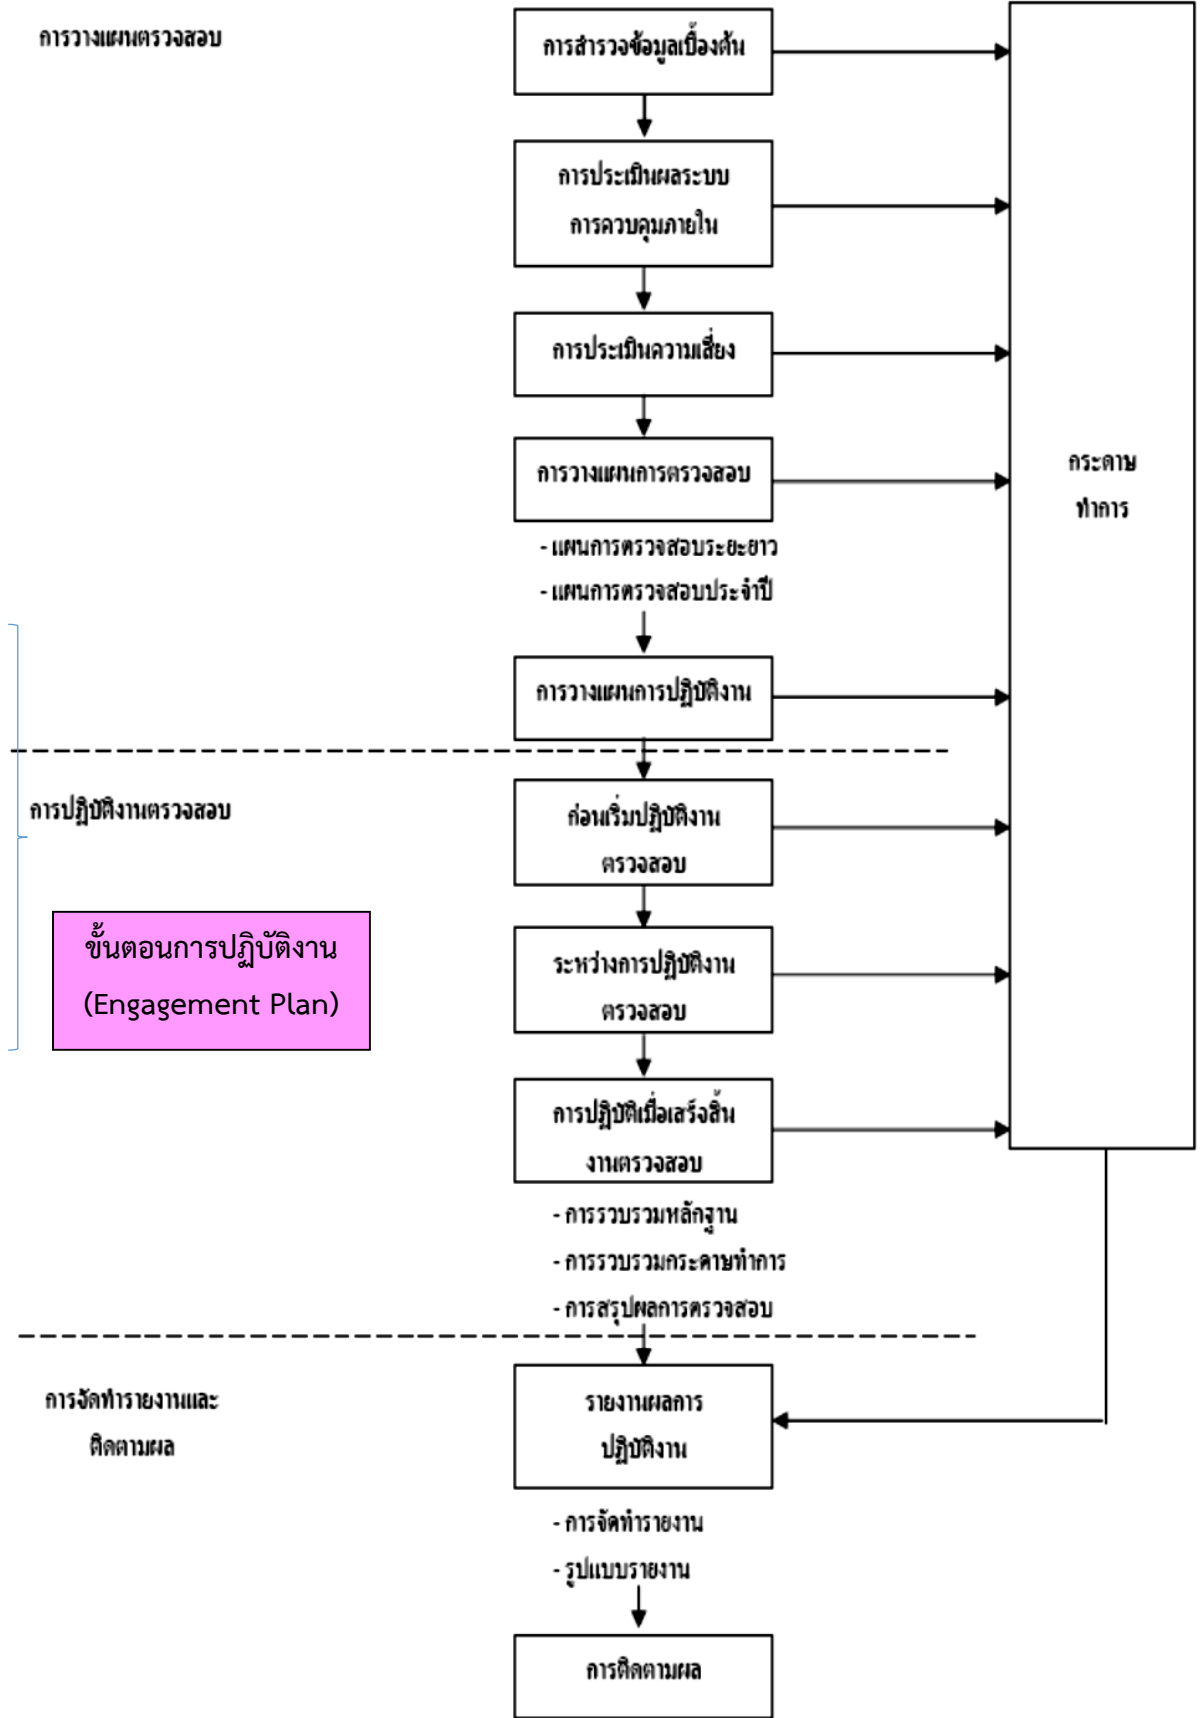 การวางแผนตรวจสอบ
การสำรวจข้อมูลเบื้องต้น
การประเมินผลระบบ
การควบคุมภายใน
การประเมินความเสี่ยง
การวางแผนการตรวจสอบ
- แผนการตรวจสอบระยะยาว
- แผนการตรวจสอบประจำปี
กระดาษ
ทำการ
การวางแผนการปฏิบัติงาน
การปฏิบัติงานตรวจสอบ
ก่อนเริ่มปฏิบัติงาน
ตรวจสอบ
ขั้นตอนการปฏิบัติงาน
(Engagement Plan)
ระหว่างการปฏิบัติงาน
ตรวจสอบ
การปฏิบัติเมื่อเสร็จสิ้น
งานตรวจสอบ
- การรวบรวมหลักฐาน
- การรวบรวมกระดาษทำการ
- การสรุปผลการตรวจสอบ
การจัดทำรายงานและ
ติดตามผล
รายงานผลการ
ปฏิบัติงาน
- การจัดทำรายงาน
- รูปแบบรายงาน
การติดตามผล